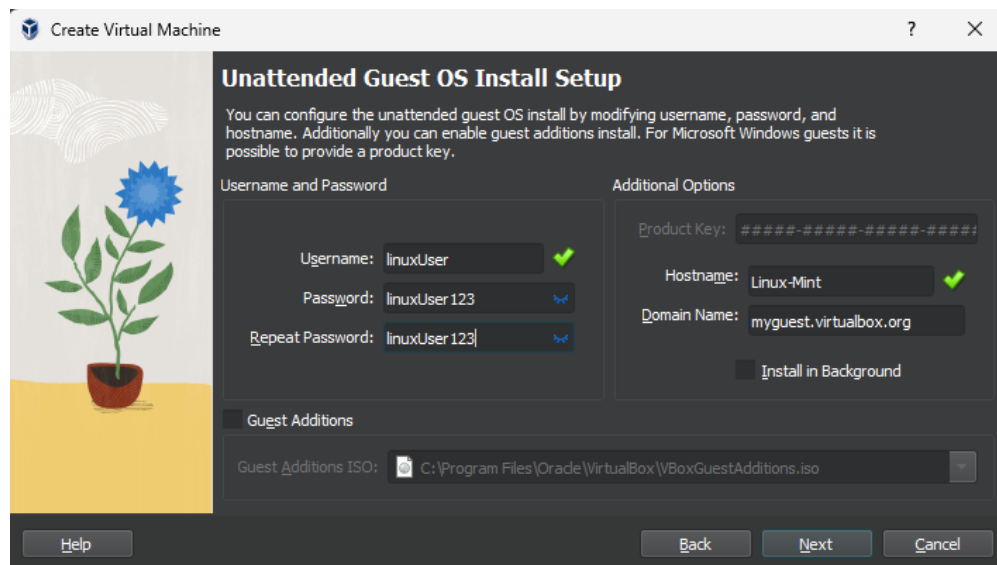 Create Virtual Machine
?
Unattended Guest OS Install Setup
You can configure the unattended guest OS install by modifying username, password, and
hostname. Additionally you can enable guest additions install. For Microsoft Windows guests it is
possible to provide a product key.
Username and Password
Username: linuxUser
Password: linuxUser123
Repeat Password: linuxUser123
Additional Options
Product Key: #####-#####-#####-#####
Hostname: Linux-Mint
Domain Name: myguest.virtualbox.org
Install in Background
Guest Additions
Guest Additions ISO: C:\Program Files\Oracle\VirtualBox\VBoxGuestAdditions.iso
Help
Back
Next
Cancel